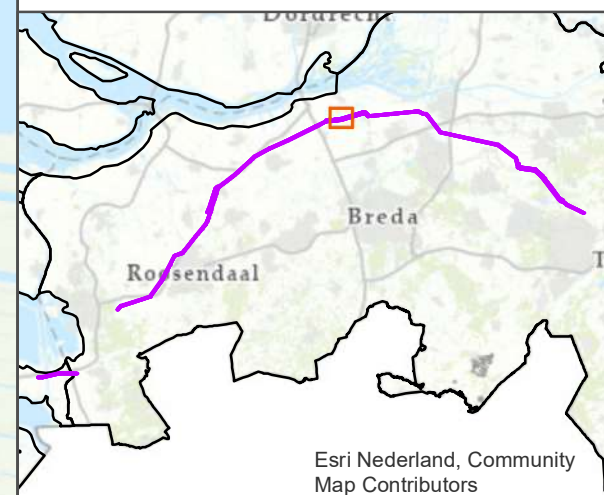 Dordrecht
Breda
Roosendaal
T
Esri Nederland, Community
Map Contributors